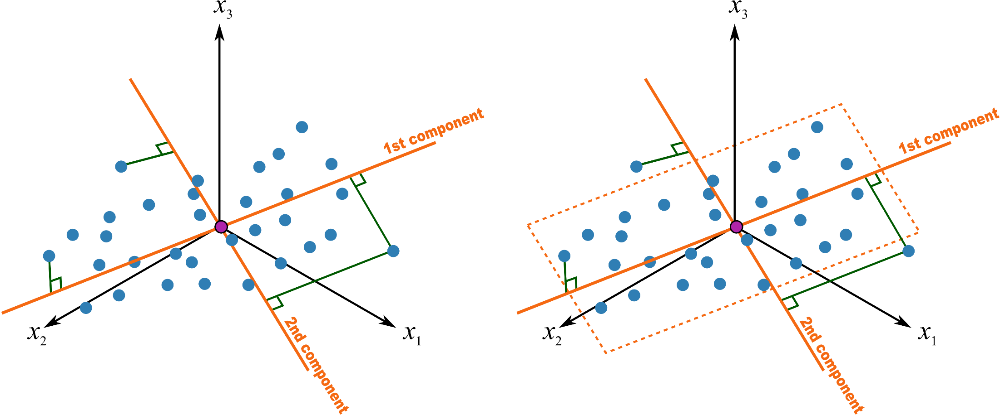 x₃
1st component
x₂
x₁
2nd component
x₃
1st component
x₂
x₁
2nd component